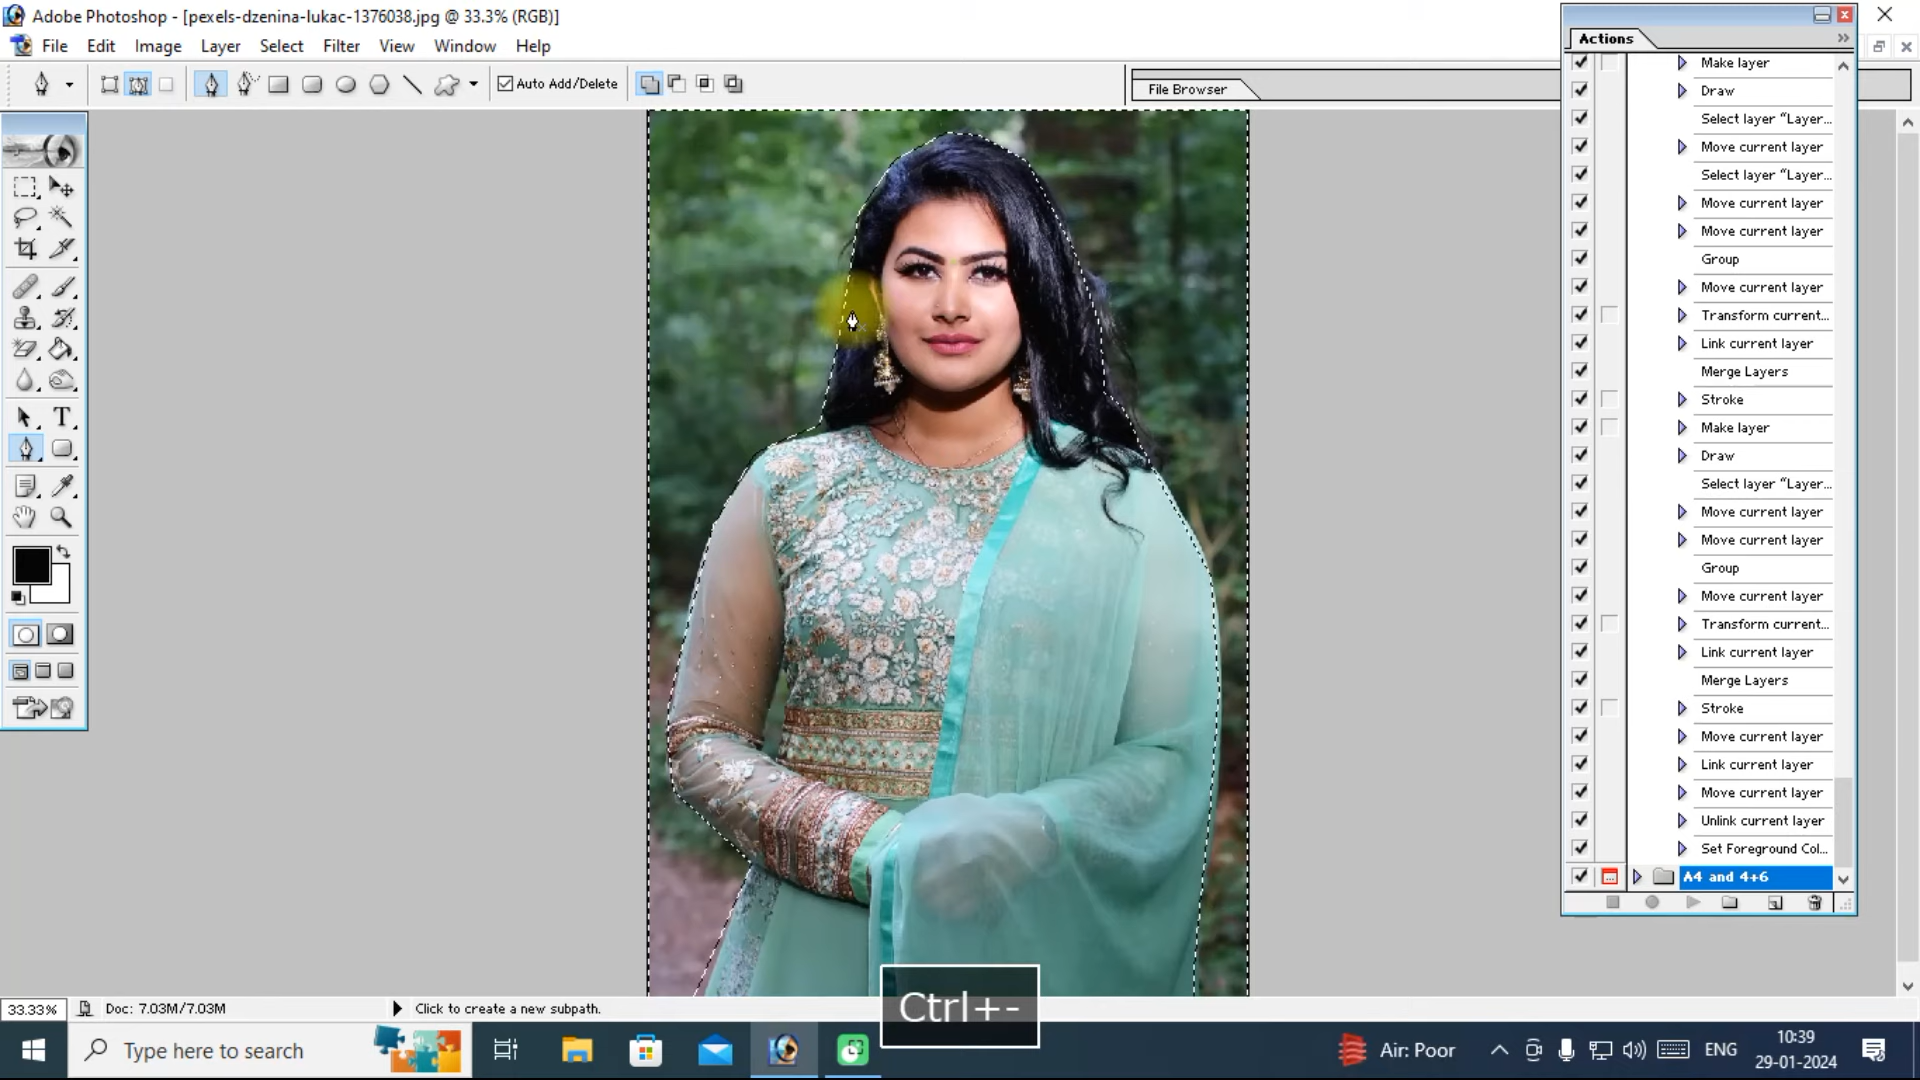 Adobe Photoshop - [pexels-dzenina-lukac-1376038.jpg @ 33.3% (RGB)]
File Edit Image Layer Select Filter View Window Help
Auto Add/Delete
File Browser
Actions
Make layer
Draw
Select layer “Layer...
Move current layer
Select layer “Layer...
Move current layer
Move current layer
Group
Move current layer
Transform current...
Link current layer
Merge Layers
Stroke
Make layer
Draw
Select layer “Layer...
Move current layer
Move current layer
Group
Move current layer
Transform current...
Link current layer
Merge Layers
Stroke
Move current layer
Link current layer
Move current layer
Unlink current layer
Set Foreground Col...
A4 and 4+6
T
Ctrl+-
33.33% Doc: 7.03M/7.03M Click to create a new subpath.
Type here to search
Air: Poor
ENG
10:39
29-01-2024